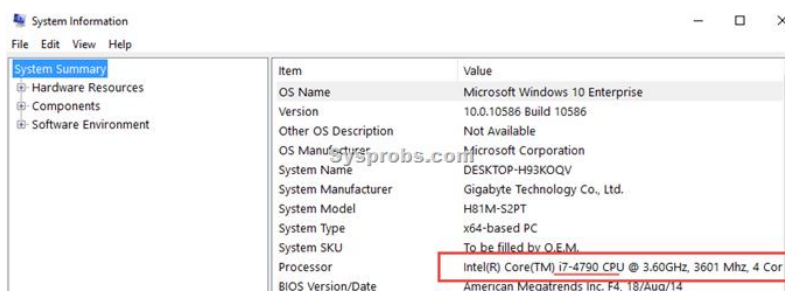 System Information
File Edit View Help
System Summary
Hardware Resources
Components
Software Environment
Item Value
OS Name Microsoft Windows 10 Enterprise
Version 10.0.10586 Build 10586
Other OS Description Not Available
OS Manufacturer Microsoft Corporation
Sysprobs.com
System Name DESKTOP-H93KOQV
System Manufacturer Gigabyte Technology Co., Ltd.
System Model H81M-S2PT
System Type x64-based PC
System SKU To be filled by O.E.M.
Processor Intel(R) Core(TM) i7-4790 CPU @ 3.60GHz, 3601 Mhz, 4 Cor
BIOS Version/Date American Megatrends Inc. F4, 18/Aug/14